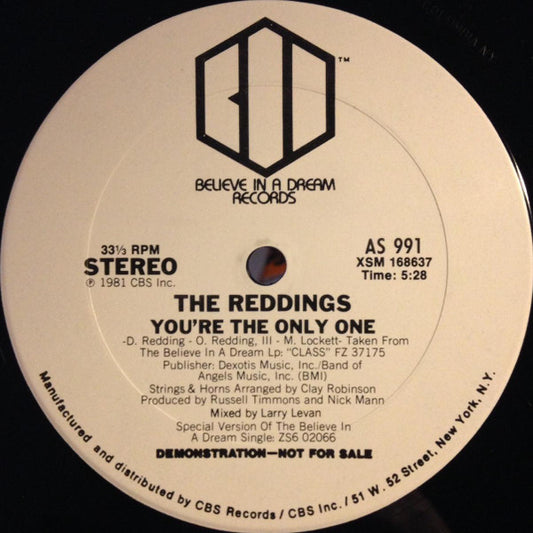 BID
™
BELIEVE IN A DREAM
RECORDS
33⅓ RPM
STEREO
℗ 1981 CBS Inc.
AS 991
XSM 168637
Time: 5:28
THE REDDINGS
YOU'RE THE ONLY ONE
-D. Redding - O. Redding, III - M. Lockett- Taken From
The Believe In A Dream Lp: "CLASS" FZ 37175
Publisher: Dexotis Music, Inc./Band of
Angels Music, Inc. (BMI)
Strings & Horns Arranged by Clay Robinson
Produced by Russell Timmons and Nick Mann
Mixed by Larry Levan
Special Version Of The Believe In
A Dream Single: ZS6 02066
DEMONSTRATION—NOT FOR SALE
Manufactured and distributed by CBS Records / CBS Inc. / 51 W. 52 Street, New York, N.Y.